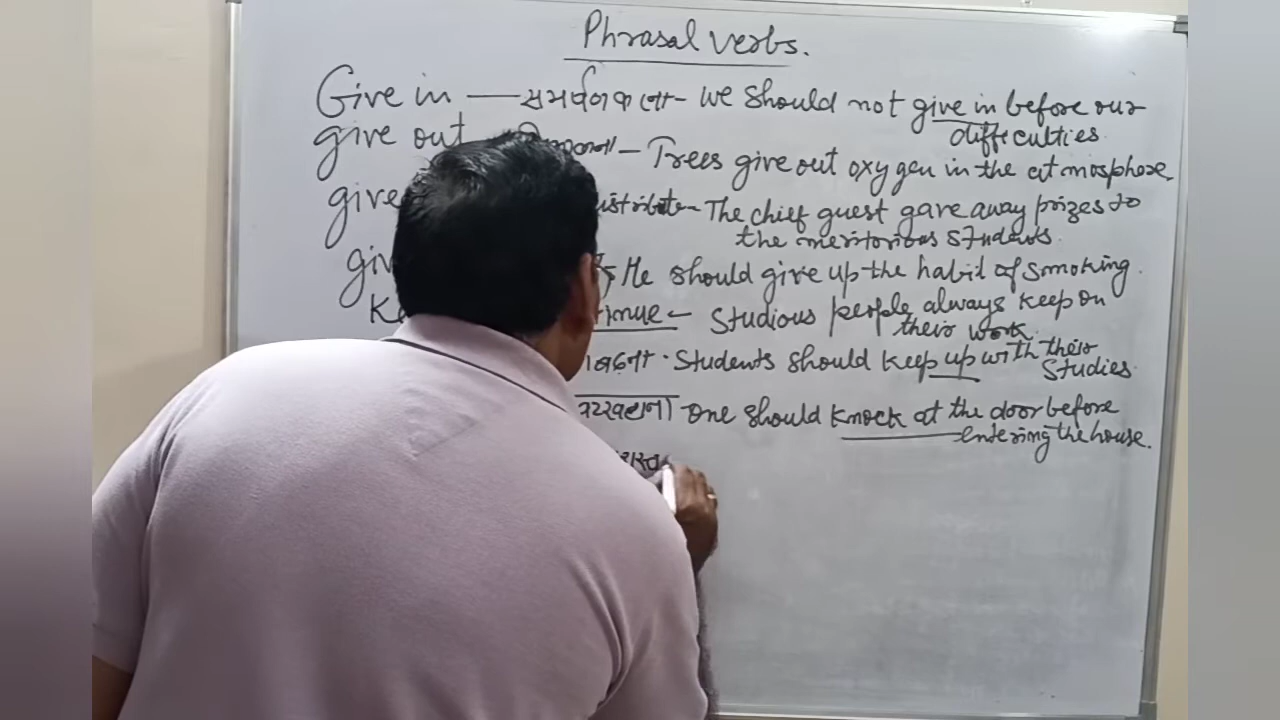 Phrasal verbs.
Give in — समर्पण करना - we should not give in before our
difficulties.
give out — Trees give out oxygen in the atmosphere.
give - The chief guest gave away prizes to
the meritorious students.
He should give up the habit of smoking.
- Studious people always keep on
their work.
Students should keep up with their
studies.
खटखटाना One should knock at the door before
entering the house.